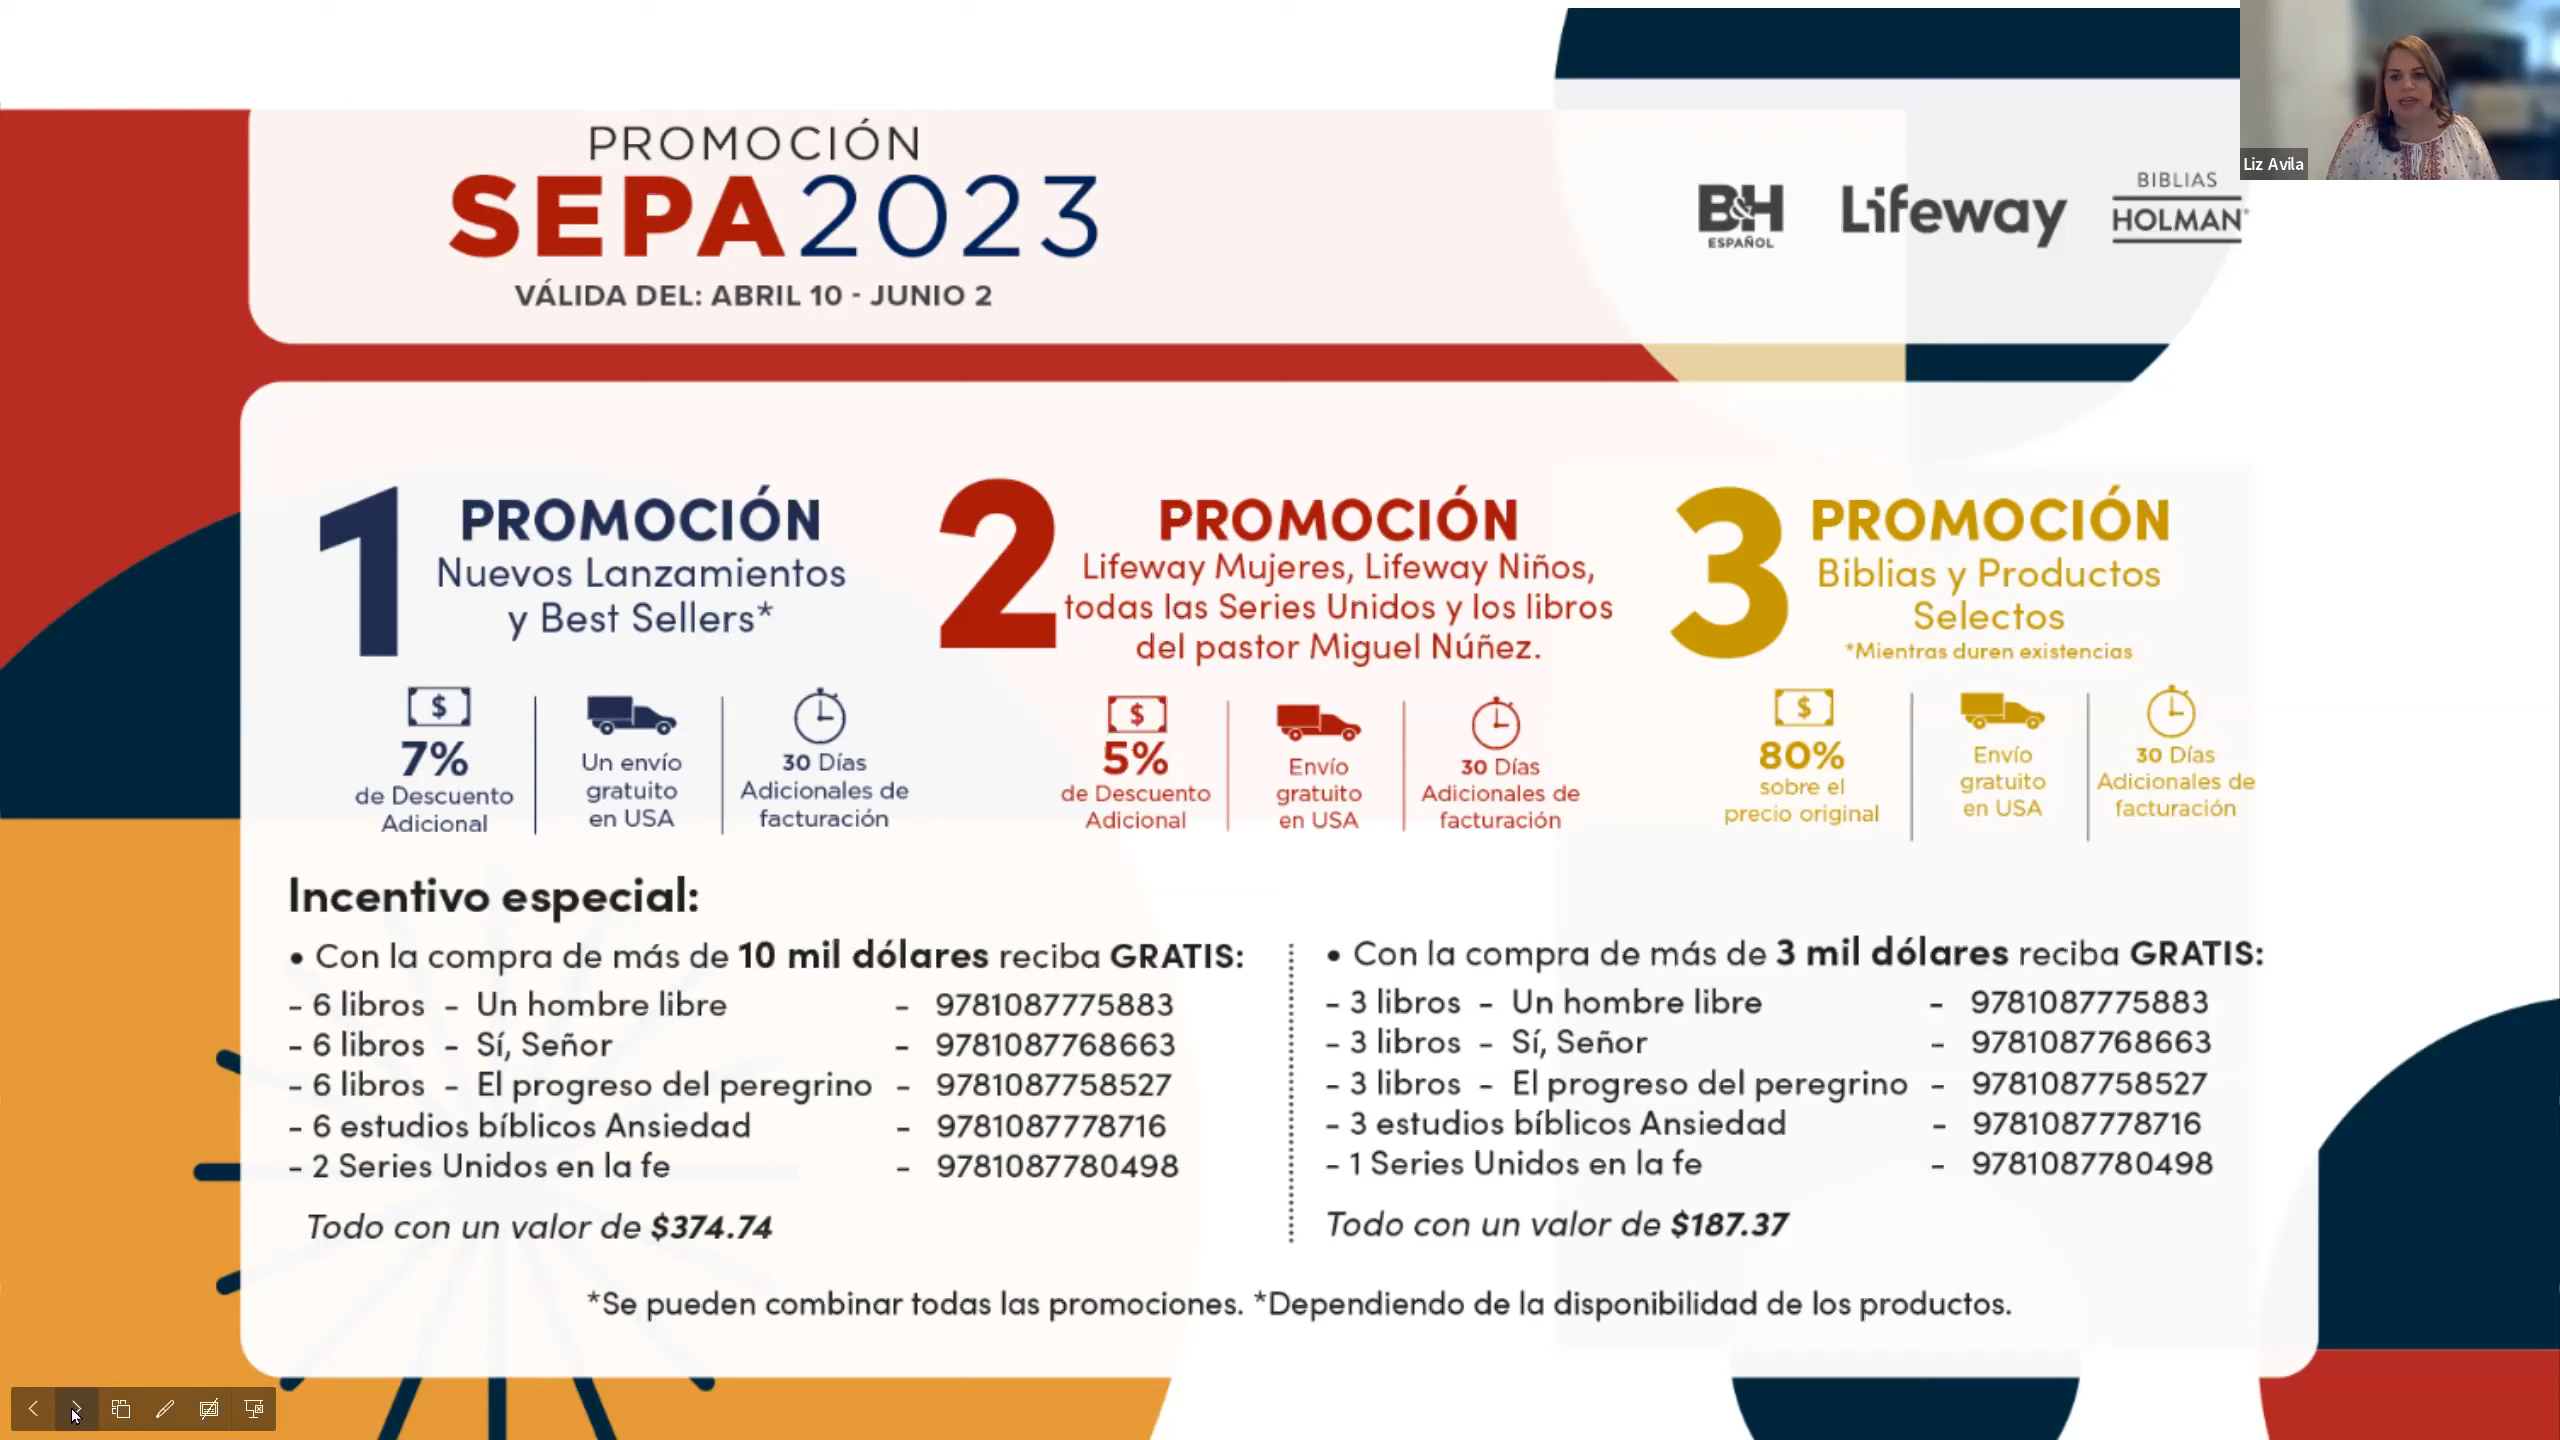 PROMOCIÓN
SEPA2023
VÁLIDA DEL: ABRIL 10 - JUNIO 2
B&H
ESPAÑOL
Lifeway
BIBLIAS
HOLMAN®
Liz Avila
1
PROMOCIÓN
Nuevos Lanzamientos
y Best Sellers*
$
7%
de Descuento
Adicional
Un envío
gratuito
en USA
30 Días
Adicionales de
facturación
2
PROMOCIÓN
Lifeway Mujeres, Lifeway Niños,
todas las Series Unidos y los libros
del pastor Miguel Núñez.
$
5%
de Descuento
Adicional
Envío
gratuito
en USA
30 Días
Adicionales de
facturación
3
PROMOCIÓN
Biblias y Productos
Selectos
*Mientras duren existencias
$
80%
sobre el
precio original
Envío
gratuito
en USA
30 Días
Adicionales de
facturación
Incentivo especial:
• Con la compra de más de 10 mil dólares reciba GRATIS:
- 6 libros - Un hombre libre - 9781087775883
- 6 libros - Sí, Señor - 9781087768663
- 6 libros - El progreso del peregrino - 9781087758527
- 6 estudios bíblicos Ansiedad - 9781087778716
- 2 Series Unidos en la fe - 9781087780498
Todo con un valor de $374.74
• Con la compra de más de 3 mil dólares reciba GRATIS:
- 3 libros - Un hombre libre - 9781087775883
- 3 libros - Sí, Señor - 9781087768663
- 3 libros - El progreso del peregrino - 9781087758527
- 3 estudios bíblicos Ansiedad - 9781087778716
- 1 Series Unidos en la fe - 9781087780498
Todo con un valor de $187.37
*Se pueden combinar todas las promociones. *Dependiendo de la disponibilidad de los productos.